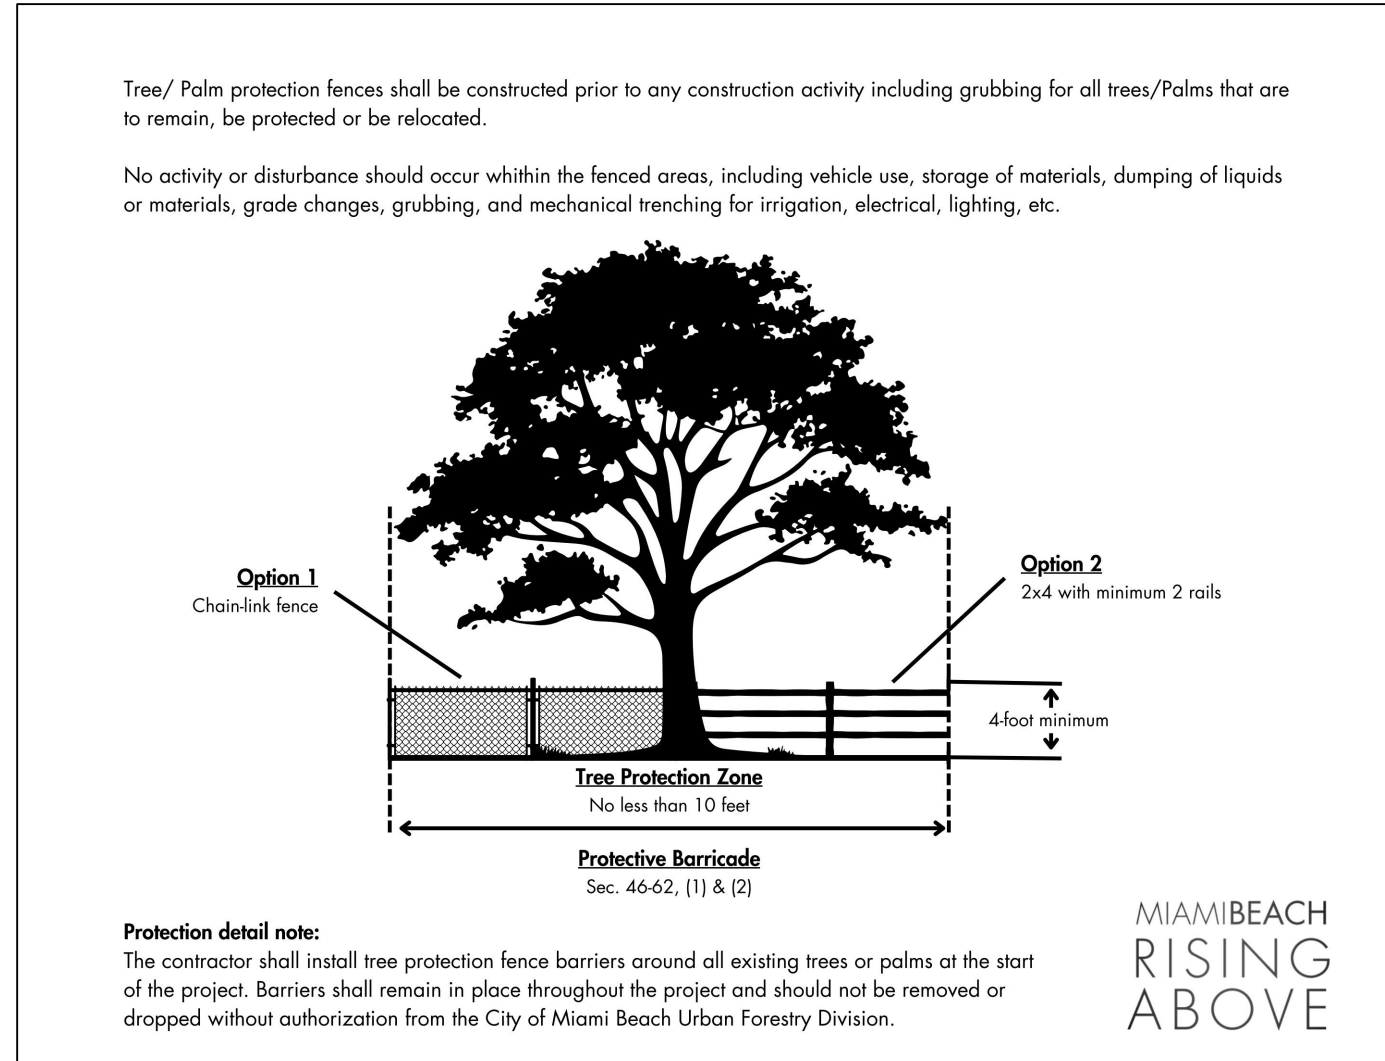 Tree/ Palm protection fences shall be constructed prior to any construction activity including grubbing for all trees/Palms that are
to remain, be protected or be relocated.
No activity or disturbance should occur whithin the fenced areas, including vehicle use, storage of materials, dumping of liquids
or materials, grade changes, grubbing, and mechanical trenching for irrigation, electrical, lighting, etc.
Option 1
Chain-link fence
Option 2
2x4 with minimum 2 rails
4-foot minimum
Tree Protection Zone
No less than 10 feet
Protective Barricade
Sec. 46-62, (1) & (2)
Protection detail note:
The contractor shall install tree protection fence barriers around all existing trees or palms at the start
of the project. Barriers shall remain in place throughout the project and should not be removed or
dropped without authorization from the City of Miami Beach Urban Forestry Division.
MIAMIBEACH
RISING
ABOVE